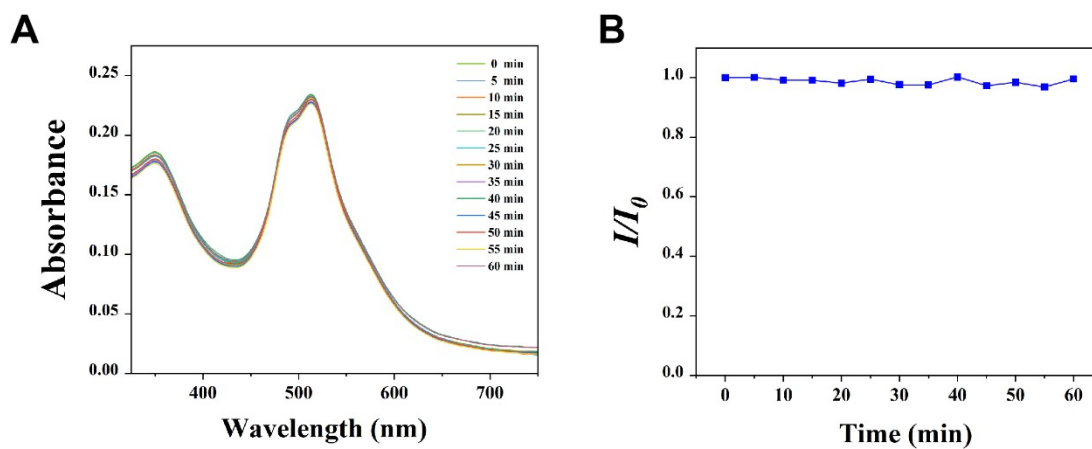 A
Absorbance
0.25
0.20
0.15
0.10
0.05
0.00
400
500
600
700
Wavelength (nm)
0 min
5 min
10 min
15 min
20 min
25 min
30 min
35 min
40 min
45 min
50 min
55 min
60 min
B
I/I0
1.0
0.8
0.6
0.4
0.2
0.0
0
10
20
30
40
50
60
Time (min)